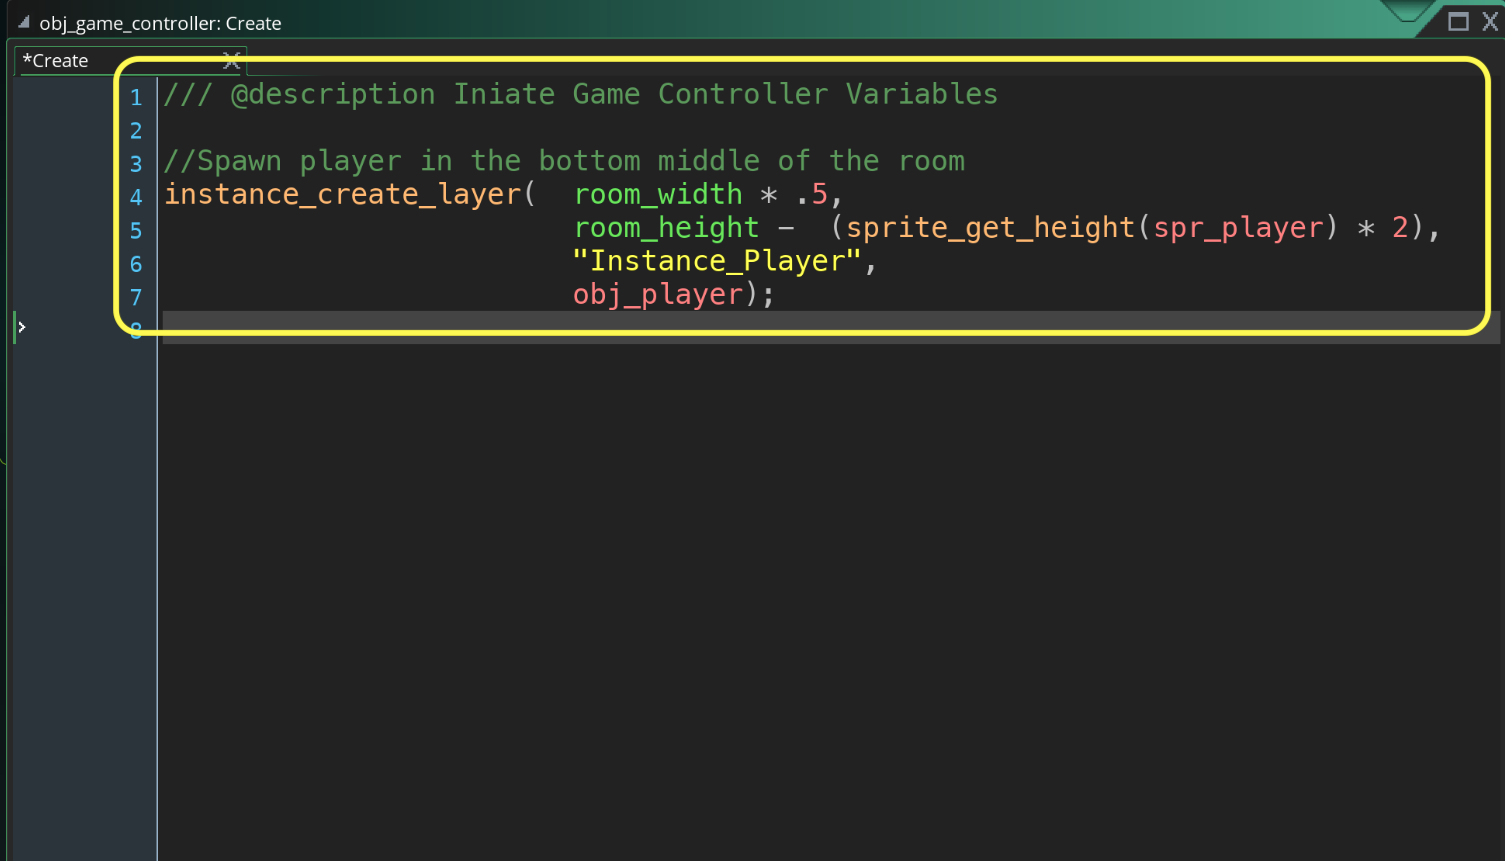 obj_game_controller: Create
*Create
1 /// @description Iniate Game Controller Variables
2
3 //Spawn player in the bottom middle of the room
4 instance_create_layer(  room_width * .5,
5 room_height -  (sprite_get_height(spr_player) * 2),
6 "Instance_Player",
7 obj_player);
8